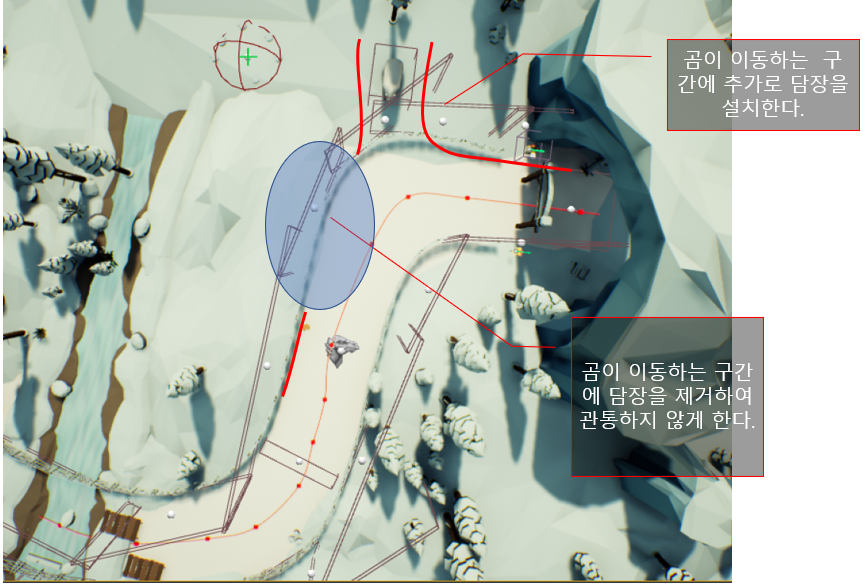 곰이 이동하는 구
간에 추가로 담장을
설치한다.
곰이 이동하는 구간
에 담장을 제거하여
관통하지 않게 한다.